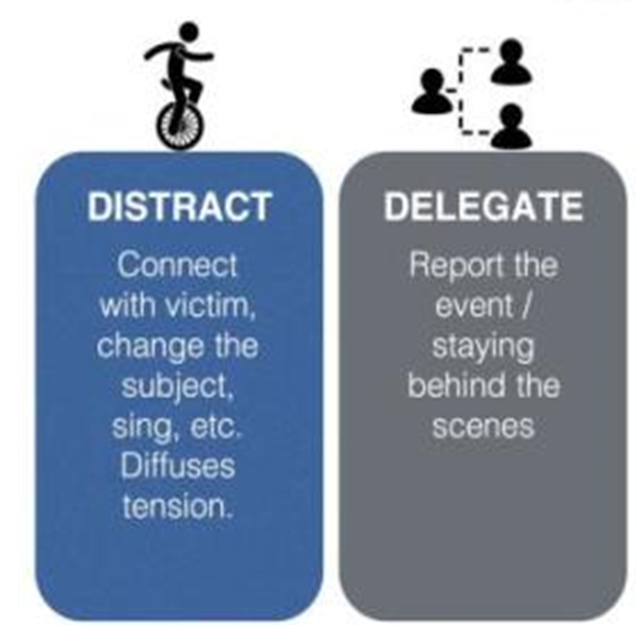 DISTRACT
Connect
with victim,
change the
subject,
sing, etc.
Diffuses
tension.
DELEGATE
Report the
event /
staying
behind the
scenes